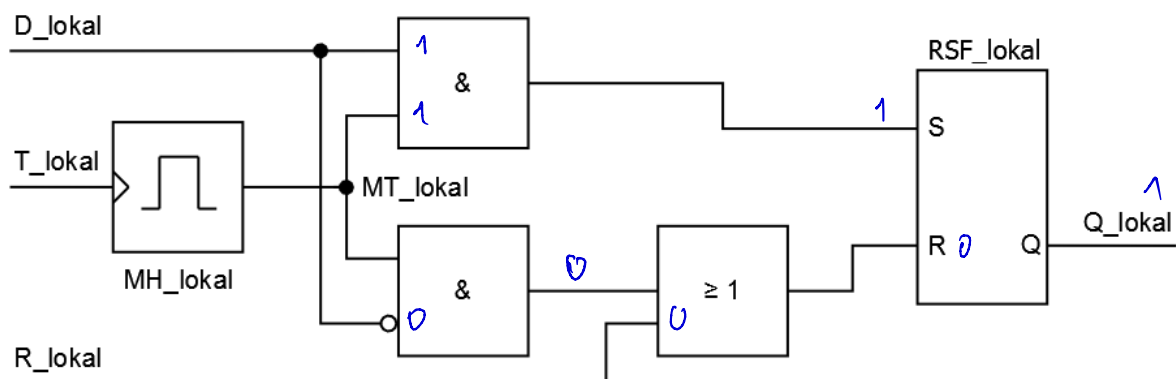 D_lokal
1
&
1
1
RSF_lokal
S
T_lokal
MT_lokal
1
Q_lokal
MH_lokal
&
0
0
≥ 1
0
R 0 Q
R_lokal